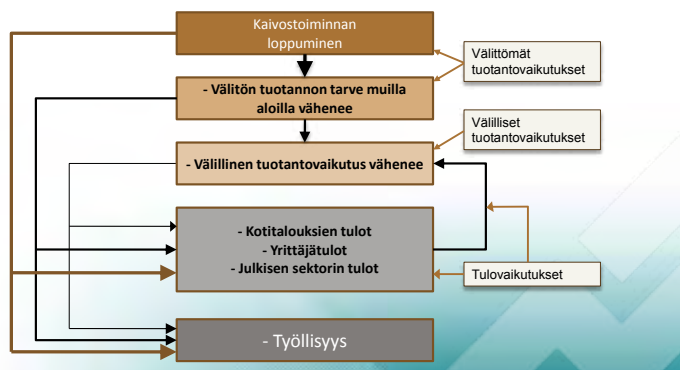 Kaivostoiminnan
loppuminen
Välittömät
tuotantovaikutukset
- Välitön tuotannon tarve muilla
aloilla vähenee
Välilliset
tuotantovaikutukset
- Välillinen tuotantovaikutus vähenee
- Kotitalouksien tulot
- Yrittäjätulot
- Julkisen sektorin tulot
Tulovaikutukset
- Työllisyys